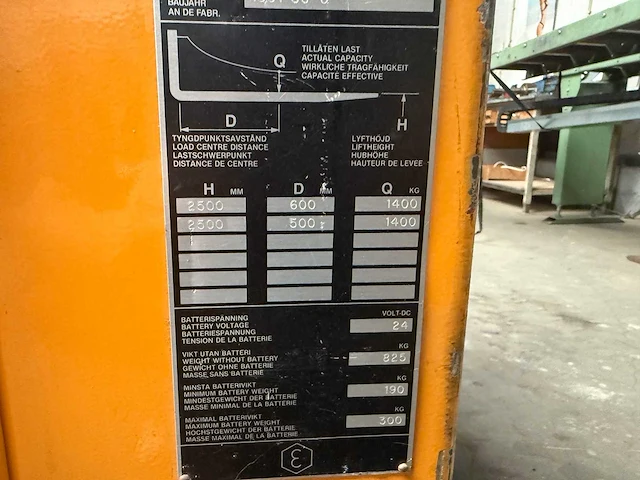 BAUJAHR
AN DE FABR.
TILLÅTEN LAST
ACTUAL CAPACITY
WIRKLICHE TRAGFÄHIGKEIT
CAPACITÉ EFFECTIVE
Q
D
H
TYNGDPUNKTSAVSTÅND
LOAD CENTRE DISTANCE
LASTSCHWERPUNKT
DISTANCE DE CENTRE
LYFTHÖJD
LIFTHEIGHT
HUBHÖHE
HAUTEUR DE LEVEE
H MM D MM Q KG
2500 600 1400
2500 500 1400
BATTERISPÄNNING
BATTERY VOLTAGE
BATTERIESPANNUNG
TENSION DE LA BATTERIE
VOLT-DC
24
VIKT UTAN BATTERI
WEIGHT WITHOUT BATTERY
GEWICHT OHNE BATTERIE
MASSE SANS BATTERIE
KG
825
MINSTA BATTERIVIKT
MINIMUM BATTERY WEIGHT
MINDESTGEWICHT DER BATTERIE
MASSE MINIMAL DE LA BATTERIE
KG
190
MAXIMAL BATTERIVIKT
MAXIMUM BATTERY WEIGHT
HÖCHSTGEWICHT DER BATTERIE
MASSE MAXIMAL DE LA BATTERIE
KG
300